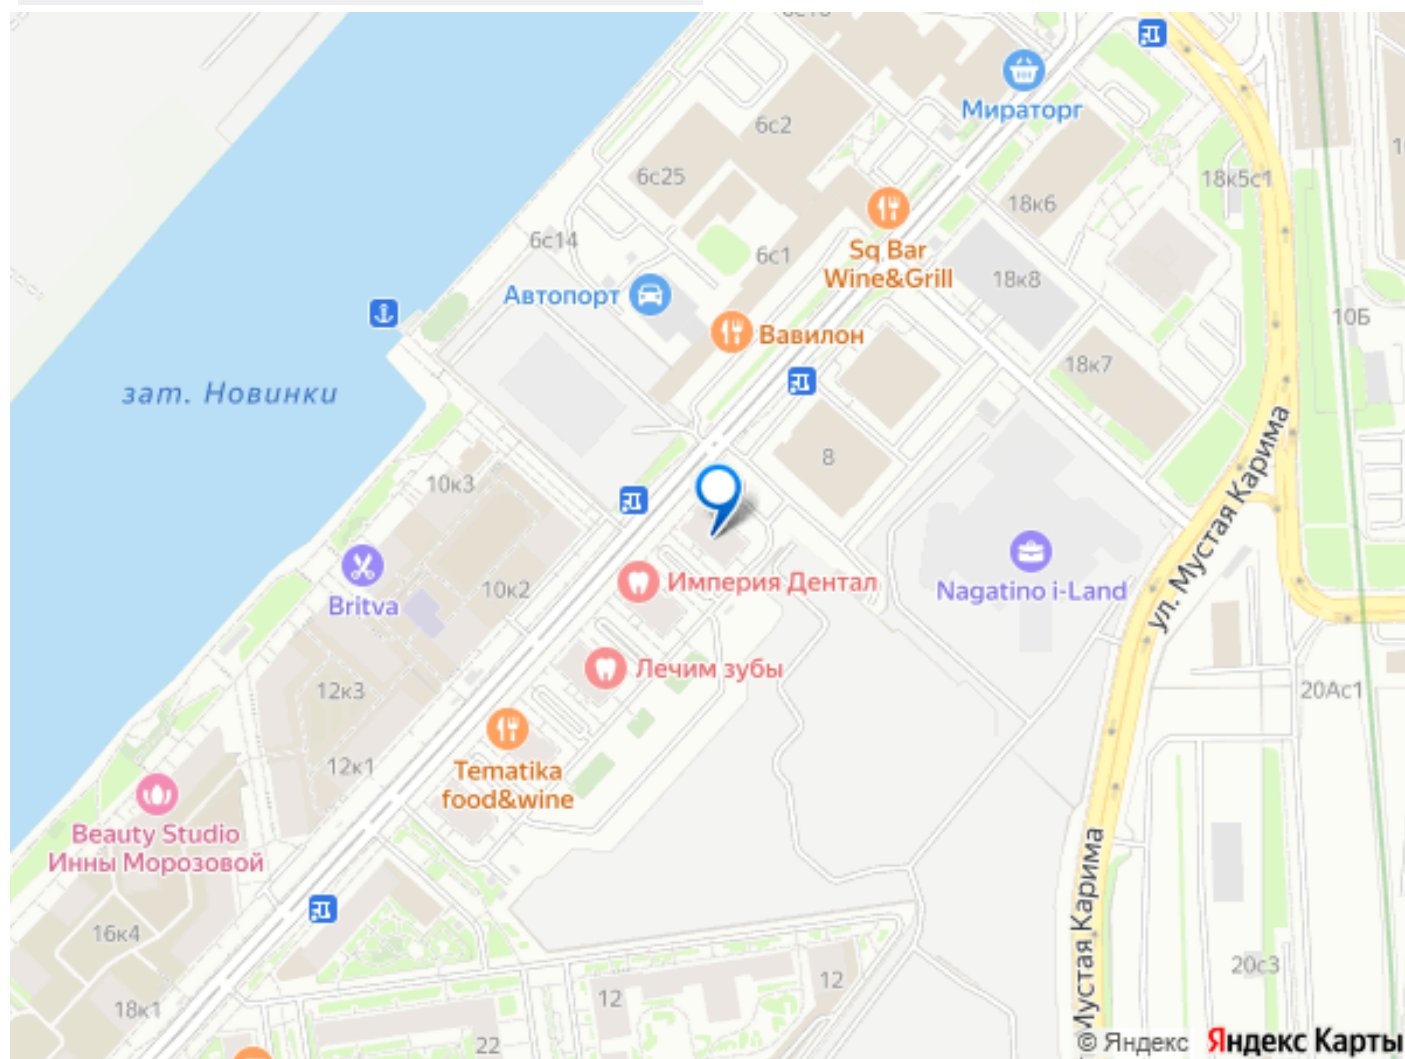 Мираторг
6с2
6с25
18к5с1
18к6
6с14
Sq Bar
Wine&Grill
6с1
18к8
Автопорт
10Б
Вавилон
18к7
зат. Новинки
8
10к3
ул. Мустая Карима
Империя Дентал
10к2
Britva
Nagatino i-Land
Лечим зубы
12к3
20Ас1
12к1
Tematika
food&wine
Beauty Studio
Инны Морозовой
Мустая Карима
16к4
20с3
12
12
18к1
22
© Яндекс
Яндекс Карты